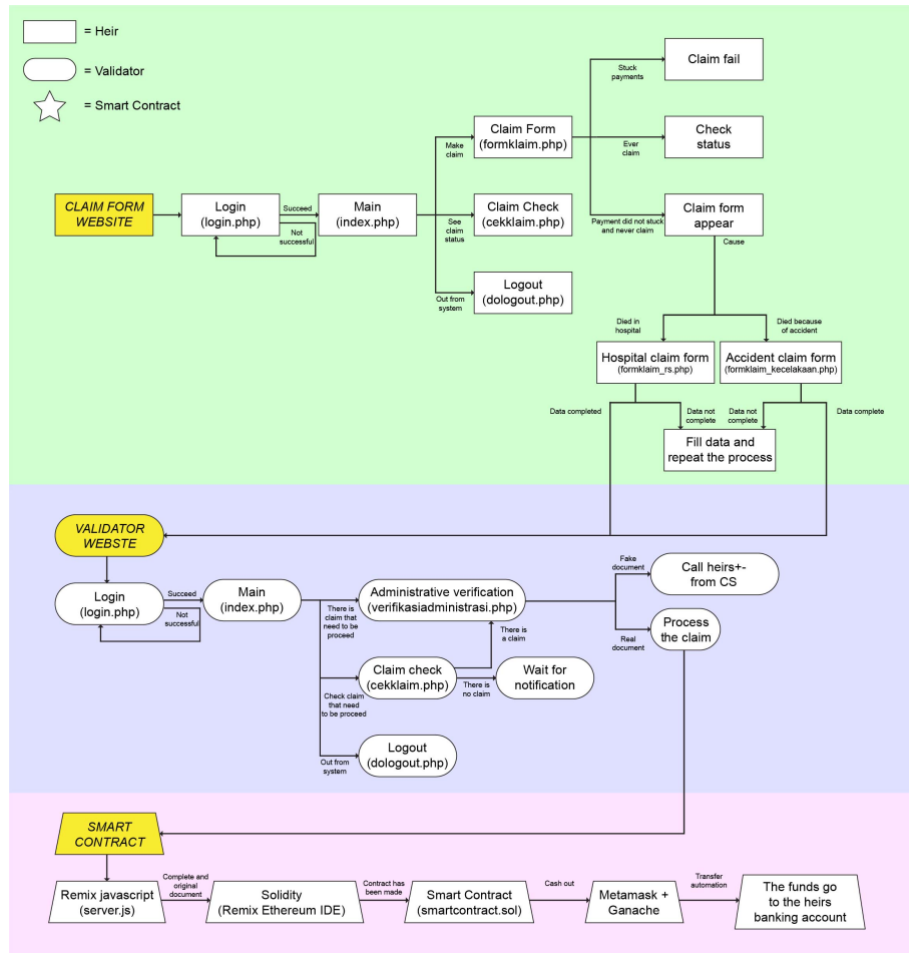 = Heir
= Validator
= Smart Contract
CLAIM FORM
WEBSITE
Login
(login.php)
Succeed
Not
successful
Main
(index.php)
Make
claim
See
claim
status
Out from
system
Claim Form
(formklaim.php)
Claim Check
(cekklaim.php)
Logout
(dologout.php)
Stuck
payments
Ever
claim
Payment did not stuck
and never claim
Claim fail
Check
status
Claim form
appear
Cause
Died in
hospital
Died because
of accident
Hospital claim form
(formklaim_rs.php)
Accident claim form
(formklaim_kecelakaan.php)
Data completed
Data not
complete
Data not
complete
Data complete
Fill data and
repeat the process
VALIDATOR
WEBSTE
Login
(login.php)
Succeed
Not
successful
Main
(index.php)
There is
claim that
need to be
proceed
Check claim
that need
to be proceed
Out from
system
Administrative verification
(verifikasiadministrasi.php)
There is
a claim
Claim check
(cekklaim.php)
There is
no claim
Wait for
notification
Logout
(dologout.php)
Fake
document
Real
document
Call heirs+-
from CS
Process
the claim
SMART
CONTRACT
Remix javascript
(server.js)
Complete and
original
document
Solidity
(Remix Ethereum IDE)
Contract has
been made
Smart Contract
(smartcontract.sol)
Cash out
Metamask +
Ganache
Transfer
automation
The funds go
to the heirs
banking account